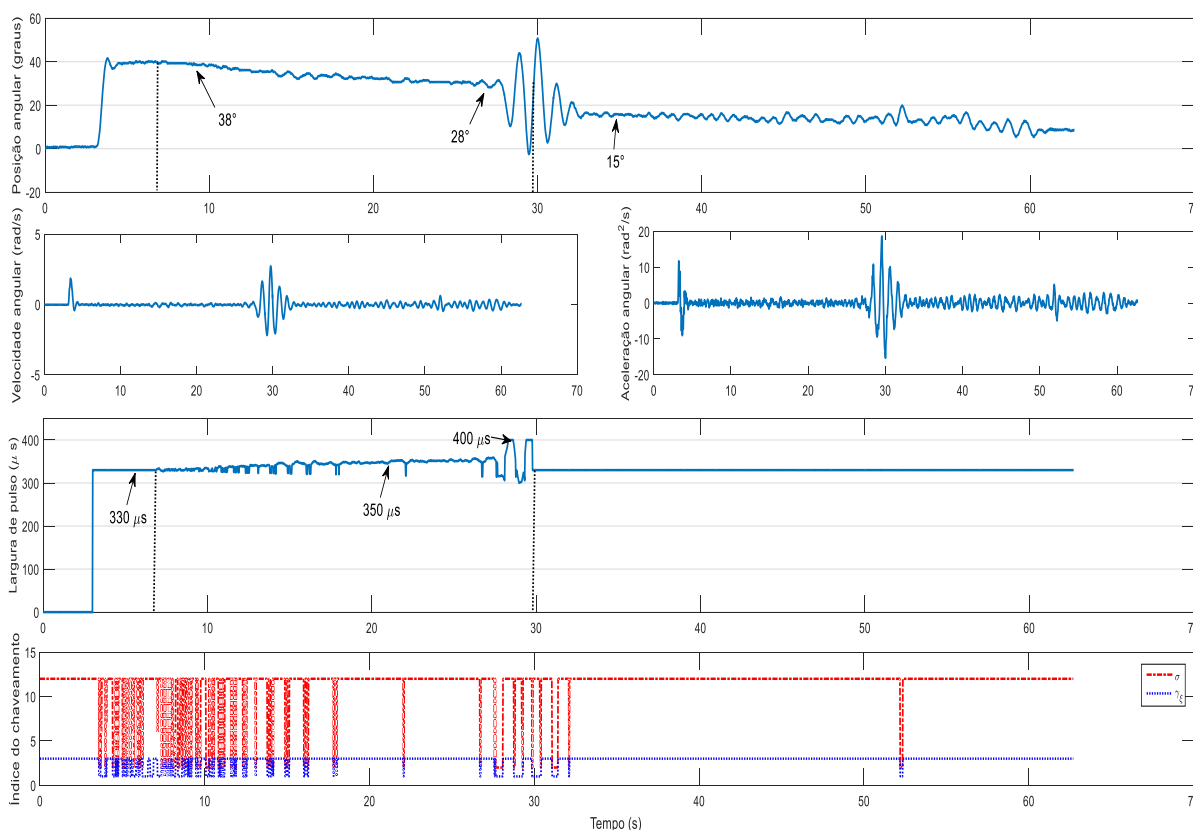 Posição angular (graus)
60
40
20
0
-20
38°
28°
15°
0 10 20 30 40 50 60 7
Velocidade angular (rad/s)
5
0
-5
0 10 20 30 40 50 60 70
Aceleração angular (rad²/s)
20
10
0
-10
-20
0 10 20 30 40 50 60 7
Largura de pulso (μ s)
400
300
200
100
0
330 μs
350 μs
400 μs
0 10 20 30 40 50 60 7
Índice do chaveamento
15
10
5
0
σ
γξ
0 10 20 30 40 50 60 7
Tempo (s)